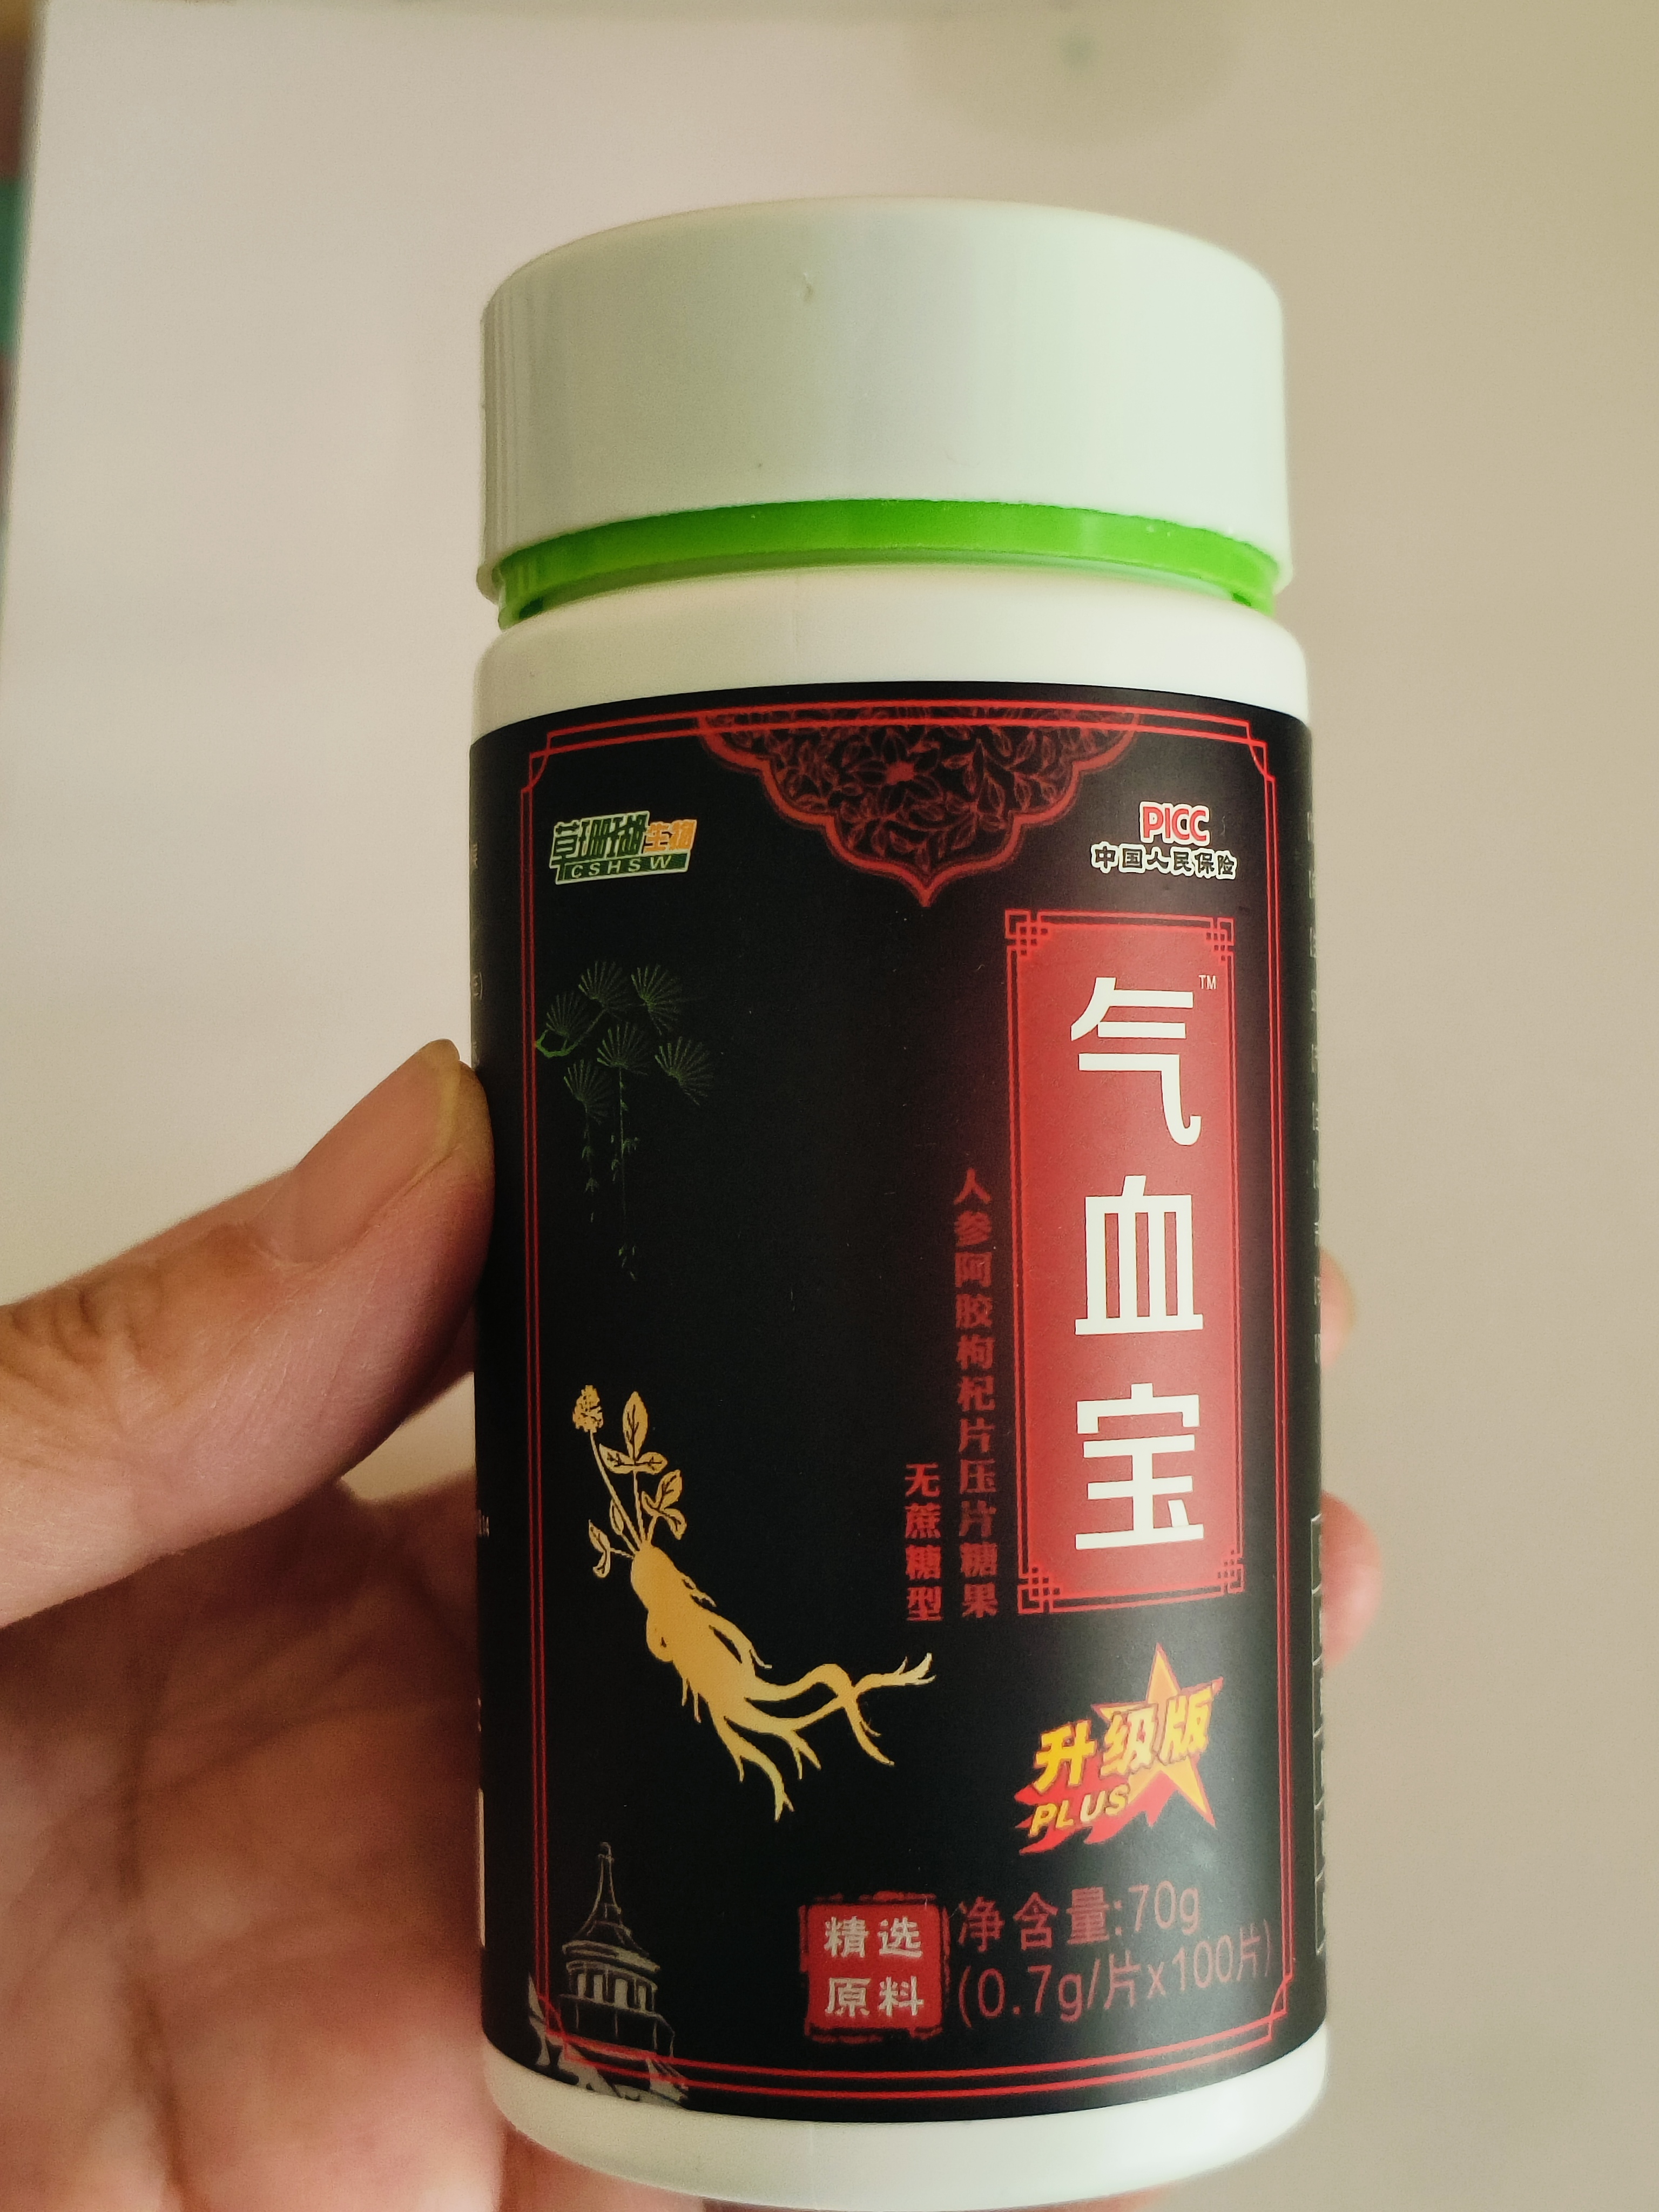 草珊瑚生物
CSHSW
PICC
中国人民保险
气血宝
TM
人参阿胶枸杞片压片糖果
无蔗糖型
升级版
PLUS
精选
原料
净含量:70g
(0.7g/片x100片)